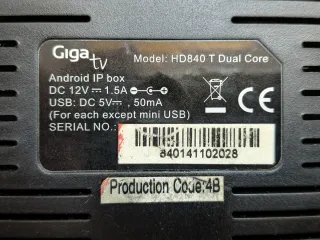 Giga tv
Model: HD840 T Dual Core
Android IP box
DC 12V ⎓ 1.5A
USB: DC 5V⎓, 50mA
(For each except mini USB)
SERIAL NO.:
840141102028
CE
Production Code:4B